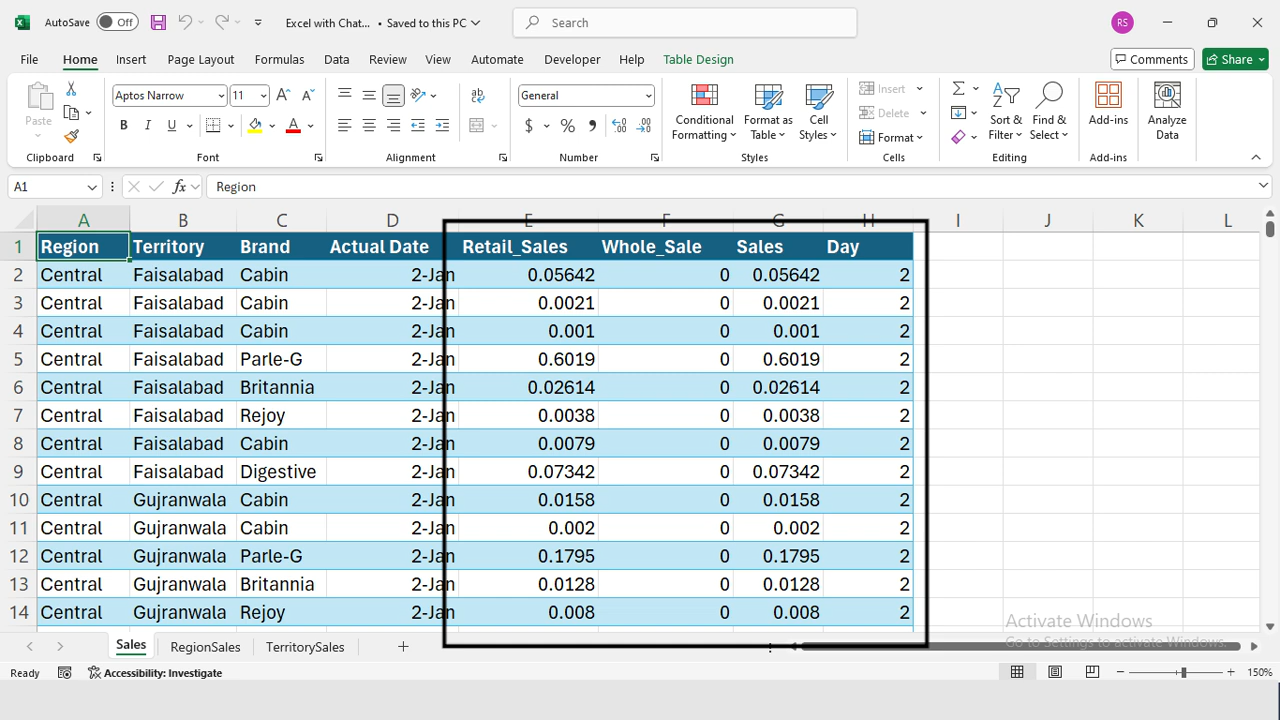 AutoSave Off Excel with Chat... • Saved to this PC Search RS
File Home Insert Page Layout Formulas Data Review View Automate Developer Help Table Design Comments Share
Paste Aptos Narrow 11 General Conditional Formatting Format as Table Cell Styles Insert Delete Format Sort & Filter Find & Select Add-ins Analyze Data
Clipboard Font Alignment Number Styles Cells Editing Add-ins
A1 fx Region
A B C D E F G H I J K L
1 Region Territory Brand Actual Date Retail_Sales Whole_Sale Sales Day
2 Central Faisalabad Cabin 2-Jan 0.05642 0 0.05642 2
3 Central Faisalabad Cabin 2-Jan 0.0021 0 0.0021 2
4 Central Faisalabad Cabin 2-Jan 0.001 0 0.001 2
5 Central Faisalabad Parle-G 2-Jan 0.6019 0 0.6019 2
6 Central Faisalabad Britannia 2-Jan 0.02614 0 0.02614 2
7 Central Faisalabad Rejoy 2-Jan 0.0038 0 0.0038 2
8 Central Faisalabad Cabin 2-Jan 0.0079 0 0.0079 2
9 Central Faisalabad Digestive 2-Jan 0.07342 0 0.07342 2
10 Central Gujranwala Cabin 2-Jan 0.0158 0 0.0158 2
11 Central Gujranwala Cabin 2-Jan 0.002 0 0.002 2
12 Central Gujranwala Parle-G 2-Jan 0.1795 0 0.1795 2
13 Central Gujranwala Britannia 2-Jan 0.0128 0 0.0128 2
14 Central Gujranwala Rejoy 2-Jan 0.008 0 0.008 2
Activate Windows
Go to Settings to activate Windows.
Sales RegionSales TerritorySales
Ready Accessibility: Investigate 150%